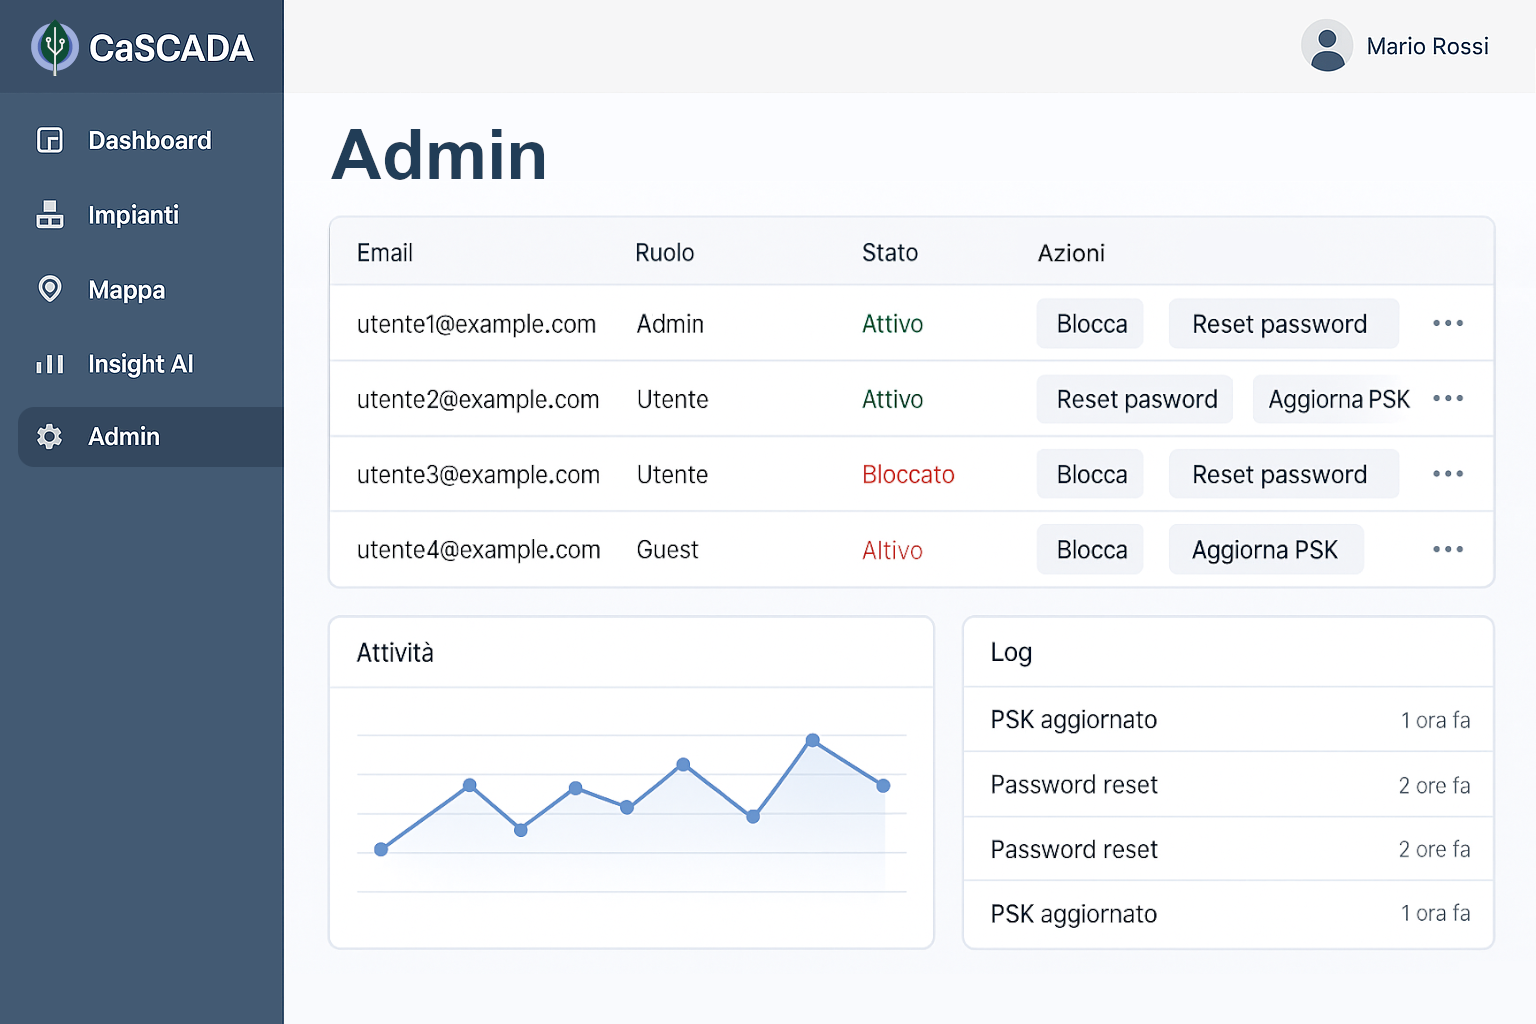 CaSCADA
Mario Rossi
Dashboard
Impianti
Mappa
Insight AI
Admin
Admin
Email Ruolo Stato Azioni
utente1@example.com Admin Attivo Blocca Reset password
utente2@example.com Utente Attivo Reset pasword Aggiorna PSK
utente3@example.com Utente Bloccato Blocca Reset password
utente4@example.com Guest Altivo Blocca Aggiorna PSK
Attività
Log
PSK aggiornato 1 ora fa
Password reset 2 ore fa
Password reset 2 ore fa
PSK aggiornato 1 ora fa